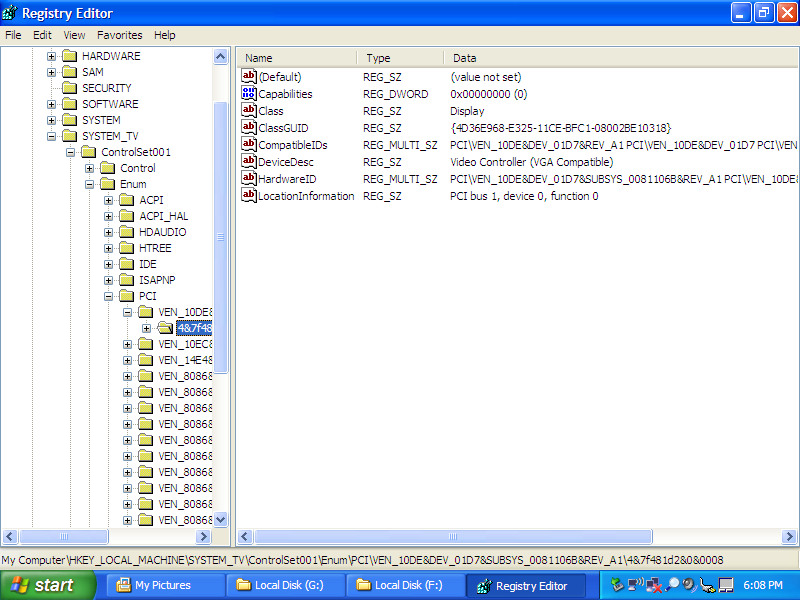 Registry Editor
File Edit View Favorites Help
HARDWARE
SAM
SECURITY
SOFTWARE
SYSTEM
SYSTEM_TV
ControlSet001
Control
Enum
ACPI
ACPI_HAL
HDAUDIO
HTREE
IDE
ISAPNP
PCI
VEN_10DE&
4&7f48
VEN_10EC&
VEN_14E48
VEN_80868
VEN_80868
VEN_80868
VEN_80868
VEN_80868
VEN_80868
VEN_80868
VEN_80868
VEN_80868
VEN_80868
Name Type Data
(Default) REG_SZ (value not set)
Capabilities REG_DWORD 0x00000000 (0)
Class REG_SZ Display
ClassGUID REG_SZ {4D36E968-E325-11CE-BFC1-08002BE10318}
CompatibleIDs REG_MULTI_SZ PCI\VEN_10DE&DEV_01D7&REV_A1 PCI\VEN_10DE&DEV_01D7 PCI\VEN
DeviceDesc REG_SZ Video Controller (VGA Compatible)
HardwareID REG_MULTI_SZ PCI\VEN_10DE&DEV_01D7&SUBSYS_0081106B&REV_A1 PCI\VEN_10DE&
LocationInformation REG_SZ PCI bus 1, device 0, function 0
My Computer\HKEY_LOCAL_MACHINE\SYSTEM_TV\ControlSet001\Enum\PCI\VEN_10DE&DEV_01D7&SUBSYS_0081106B&REV_A1\4&7f481d2&0&0008
start My Pictures Local Disk (G:) Local Disk (F:) Registry Editor 6:08 PM